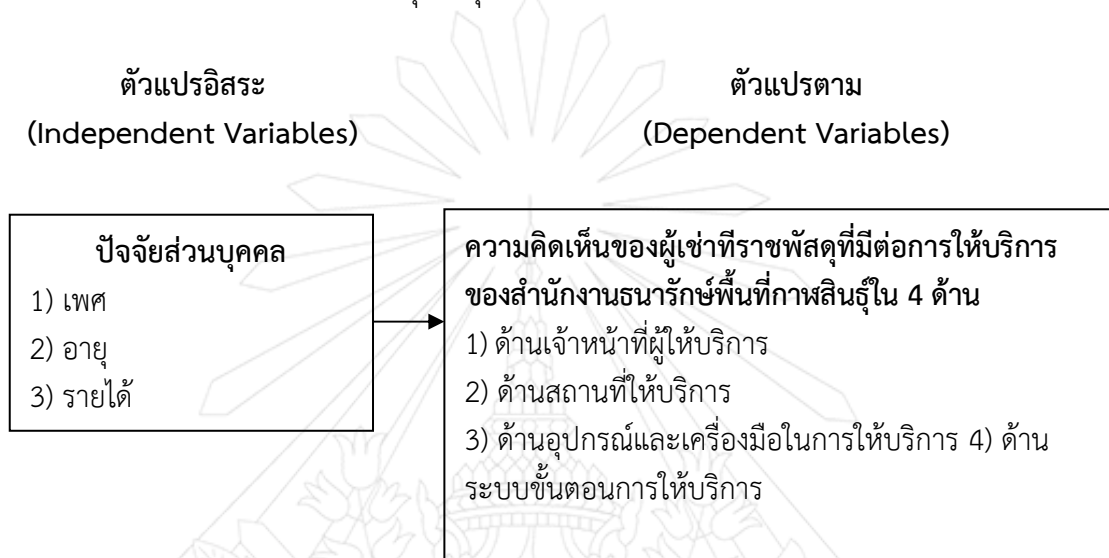 ตัวแปรอิสระ
(Independent Variables)
ตัวแปรตาม
(Dependent Variables)
ปัจจัยส่วนบุคคล
1) เพศ
2) อายุ
3) รายได้
ความคิดเห็นของผู้เช่าที่ราชพัสดุที่มีต่อการให้บริการ
ของสำนักงานธนารักษ์พื้นที่กาฬสินธุ์ใน 4 ด้าน
1) ด้านเจ้าหน้าที่ผู้ให้บริการ
2) ด้านสถานที่ให้บริการ
3) ด้านอุปกรณ์และเครื่องมือในการให้บริการ 4) ด้าน
ระบบขั้นตอนการให้บริการ